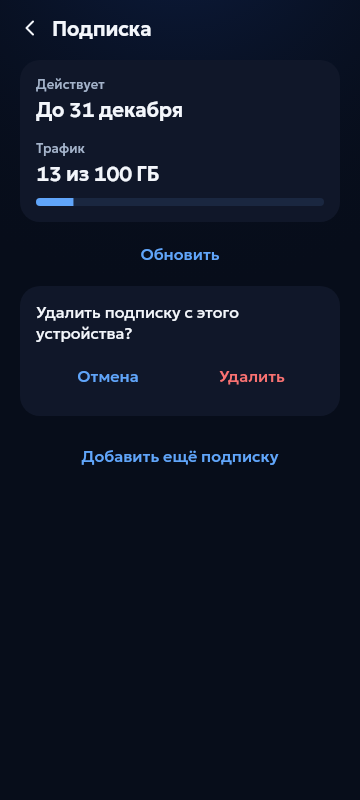 Подписка
Действует
До 31 декабря
Трафик
13 из 100 ГБ
Обновить
Удалить подписку с этого
устройства?
Отмена
Удалить
Добавить ещё подписку